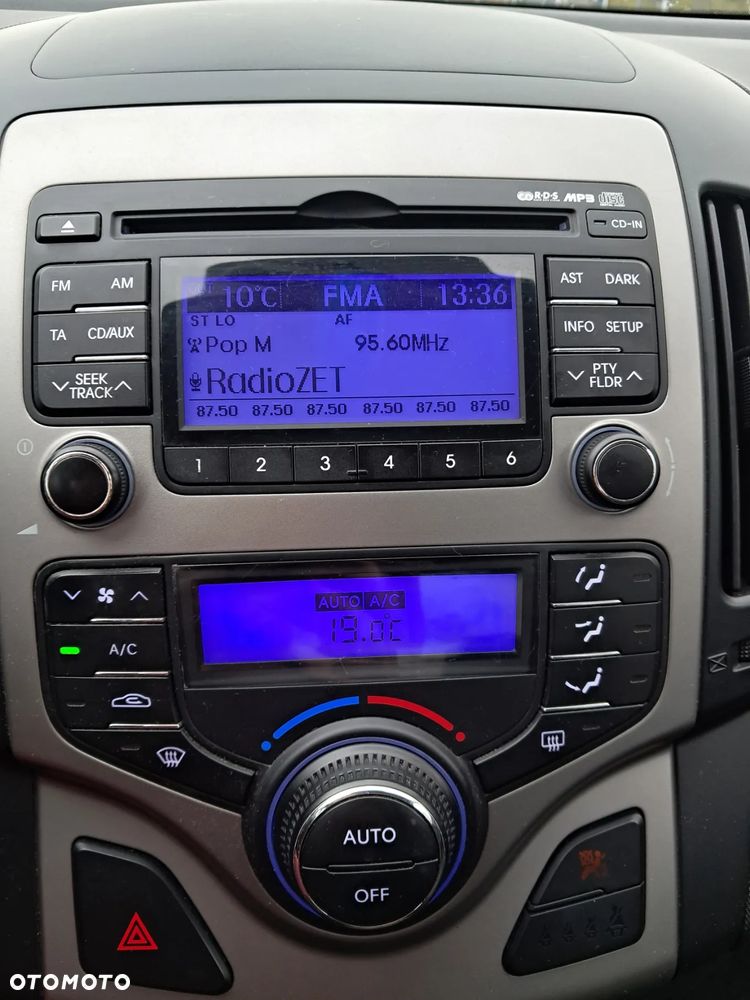 R·D·S MP3 disc
CD-IN
FM AM
AST DARK
10°C FMA 13:36
ST LO AF
TA CD/AUX
INFO SETUP
Pop M 95.60MHz
SEEK
TRACK
PTY
FLDR
RadioZET
87.50 87.50 87.50 87.50 87.50 87.50
1 2 3 4 5 6
AUTO A/C
19.0°C
A/C
AUTO
OFF
OTOMOTO